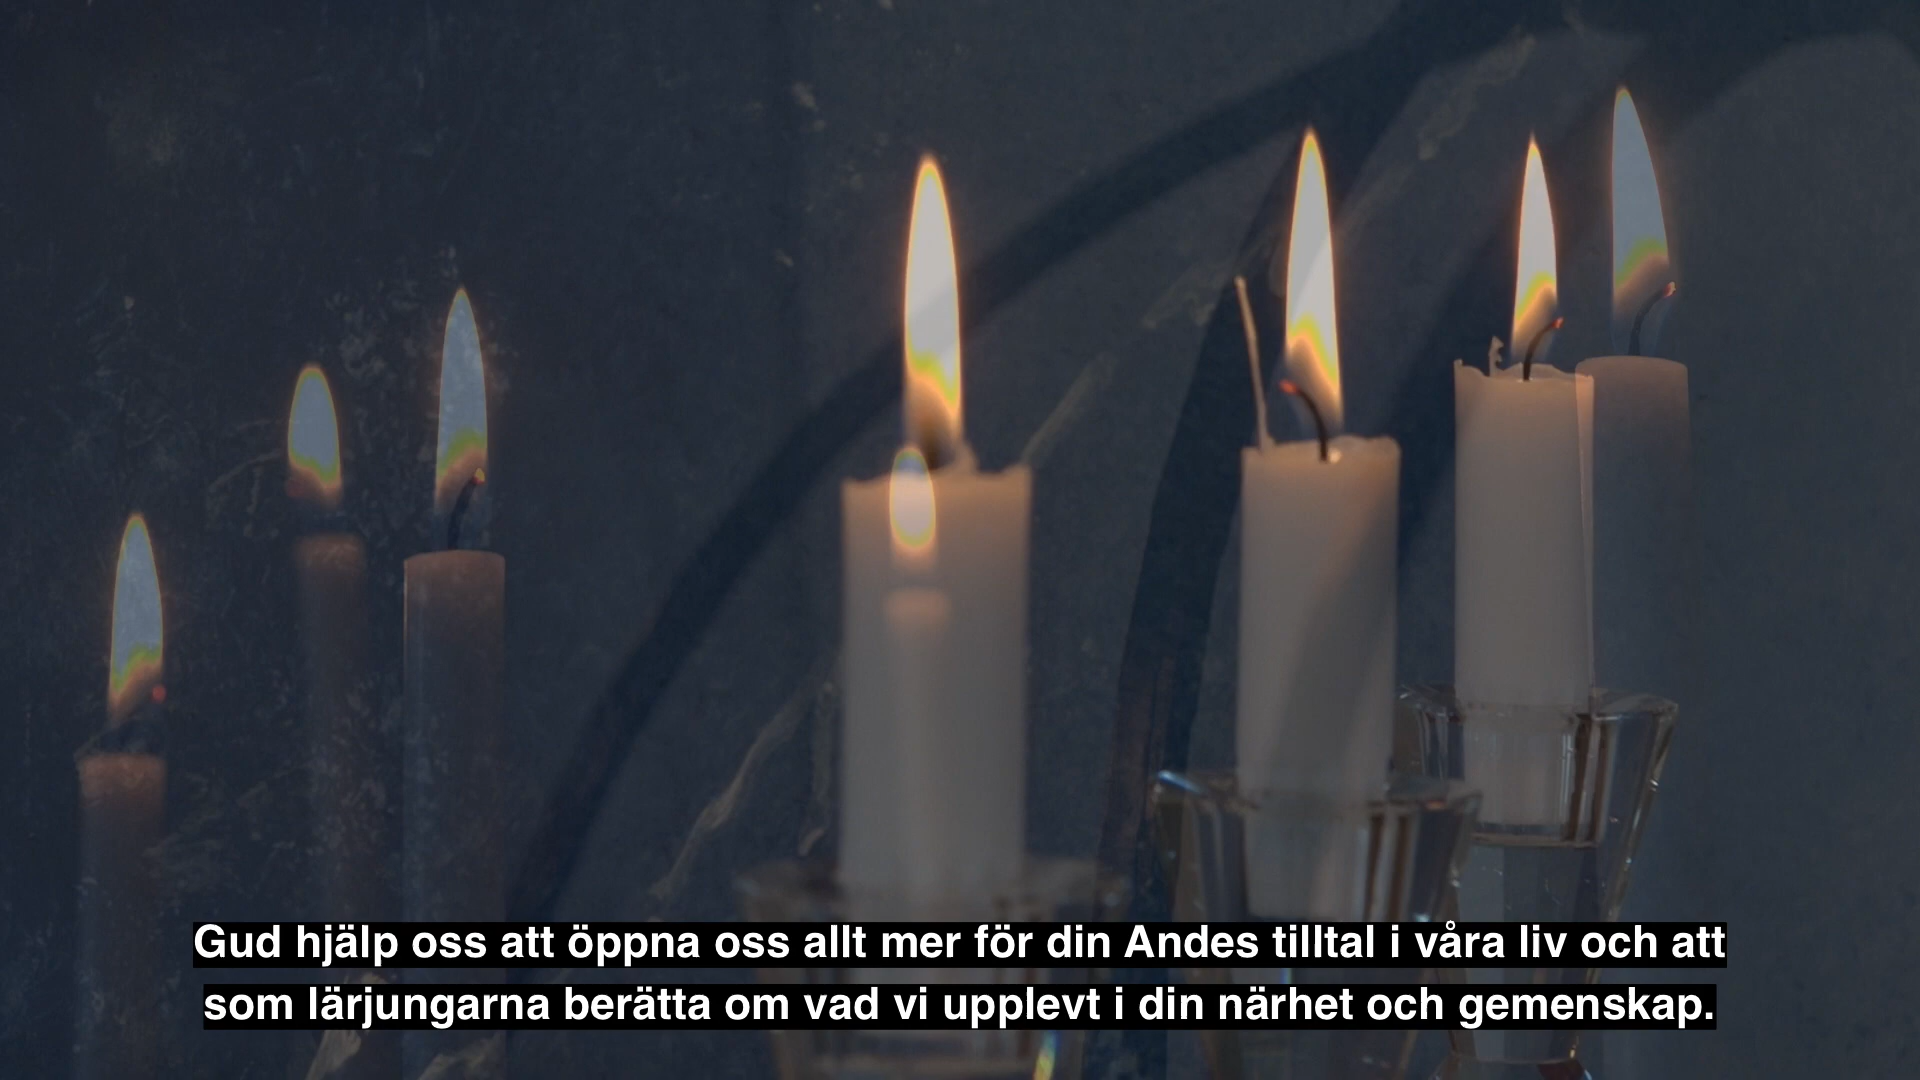 Gud hjälp oss att öppna oss allt mer för din Andes tilltal i våra liv och att
som lärjungarna berätta om vad vi upplevt i din närhet och gemenskap.